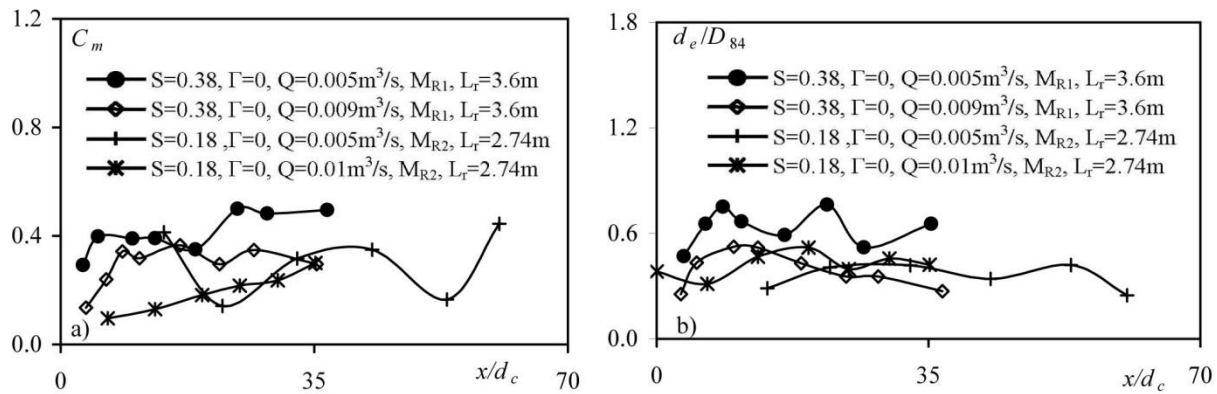 1.2
C_m
S=0.38, Γ=0, Q=0.005m³/s, M_R1, L_r=3.6m
S=0.38, Γ=0, Q=0.009m³/s, M_R1, L_r=3.6m
0.8
S=0.18 ,Γ=0, Q=0.005m³/s, M_R2, L_r=2.74m
S=0.18, Γ=0, Q=0.01m³/s, M_R2, L_r=2.74m
0.4
a)
0.0
0
35
x/d_c
70
1.8
d_e/D_84
S=0.38, Γ=0, Q=0.005m³/s, M_R1, L_r=3.6m
S=0.38, Γ=0, Q=0.009m³/s, M_R1, L_r=3.6m
1.2
S=0.18 ,Γ=0, Q=0.005m³/s, M_R2, L_r=2.74m
S=0.18, Γ=0, Q=0.01m³/s, M_R2, L_r=2.74m
0.6
b)
0.0
0
35
x/d_c
70